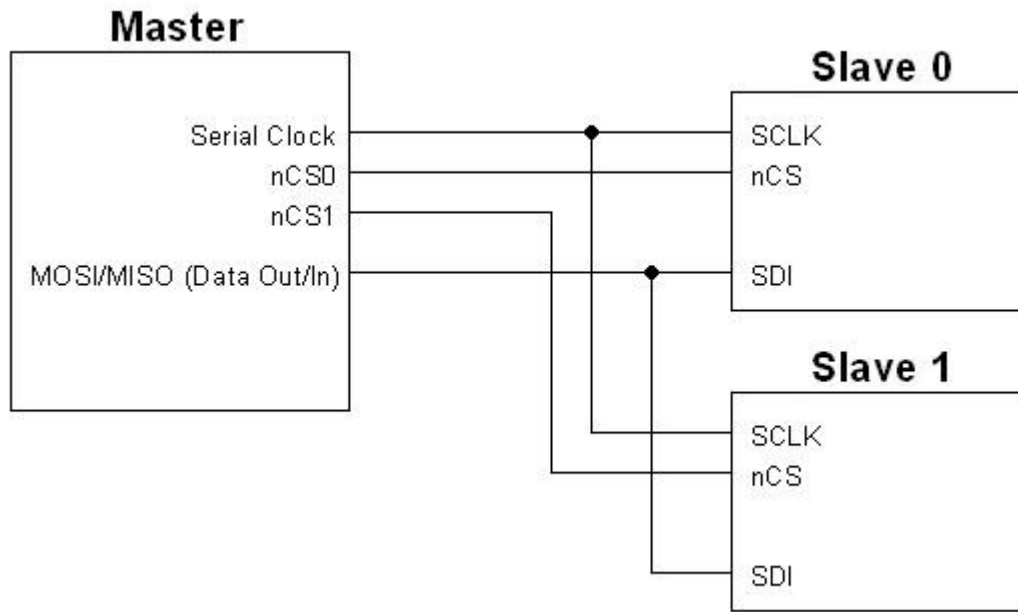 Master
Serial Clock
nCS0
nCS1
MOSI/MISO (Data Out/In)
Slave 0
SCLK
nCS
SDI
Slave 1
SCLK
nCS
SDI